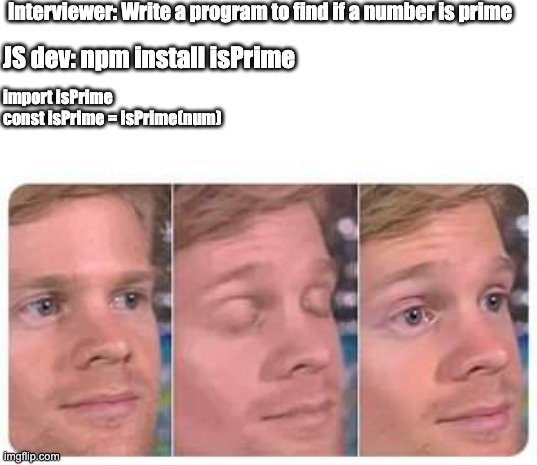 Interviewer: Write a program to find if a number is prime
JS dev: npm install isPrime
import isPrime
const isPrime = isPrime(num)
imgflip.com